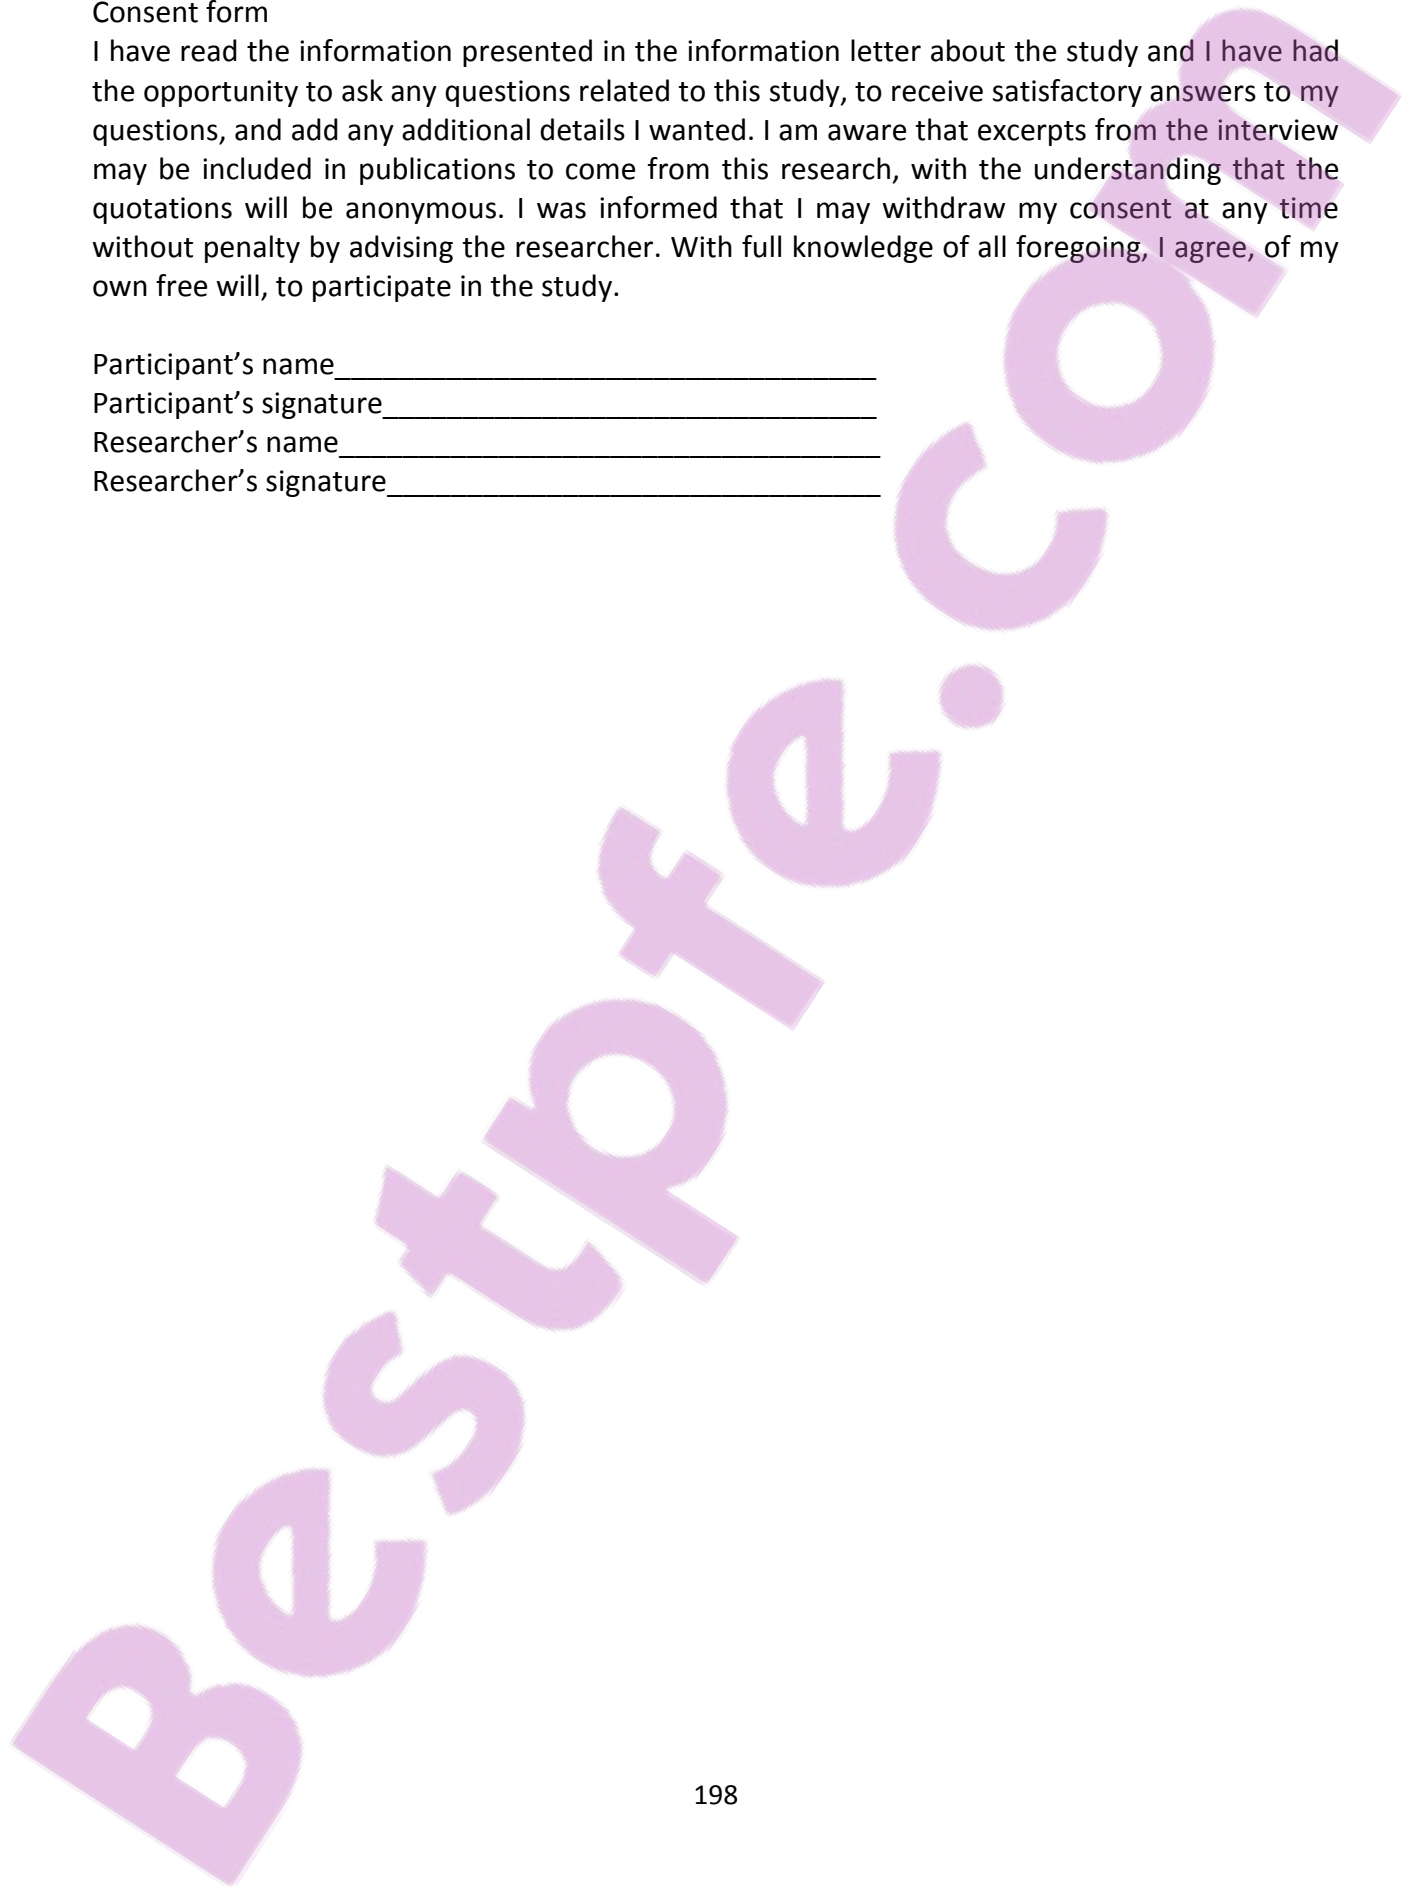 Consent form
I have read the information presented in the information letter about the study and I have had
the opportunity to ask any questions related to this study, to receive satisfactory answers to my
questions, and add any additional details I wanted. I am aware that excerpts from the interview
may be included in publications to come from this research, with the understanding that the
quotations will be anonymous. I was informed that I may withdraw my consent at any time
without penalty by advising the researcher. With full knowledge of all foregoing, I agree, of my
own free will, to participate in the study.
Participant’s name__________________________________
Participant’s signature_______________________________
Researcher’s name__________________________________
Researcher’s signature_______________________________
Bestpfe.com
198